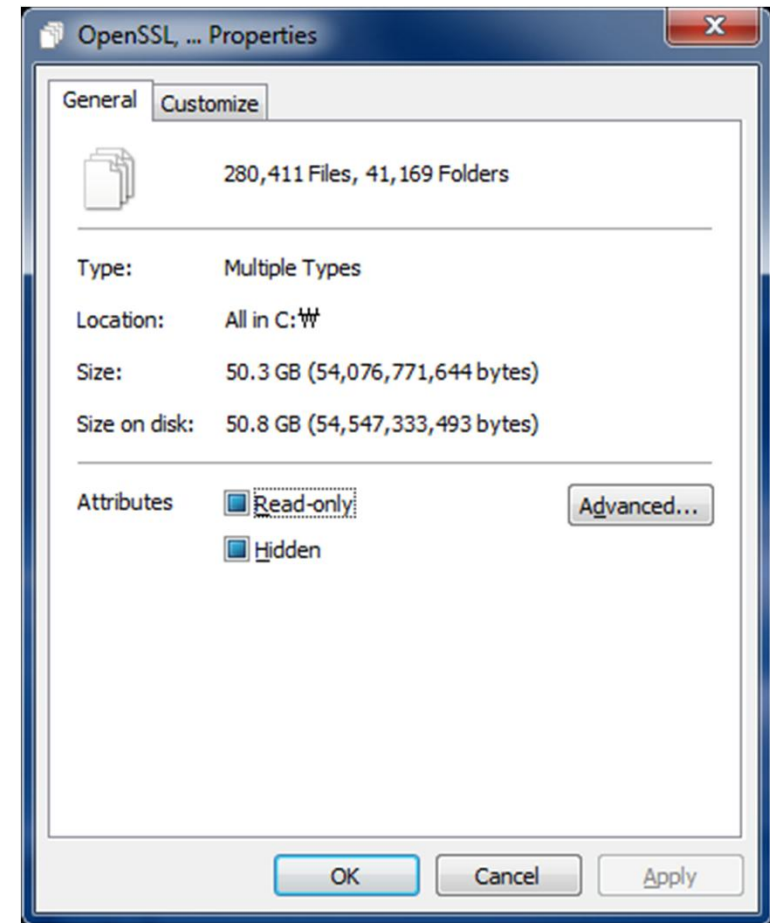 OpenSSL, ... Properties
General Customize
280,411 Files, 41,169 Folders
Type: Multiple Types
Location: All in C:₩
Size: 50.3 GB (54,076,771,644 bytes)
Size on disk: 50.8 GB (54,547,333,493 bytes)
Attributes Read-only Advanced...
Hidden
OK Cancel Apply